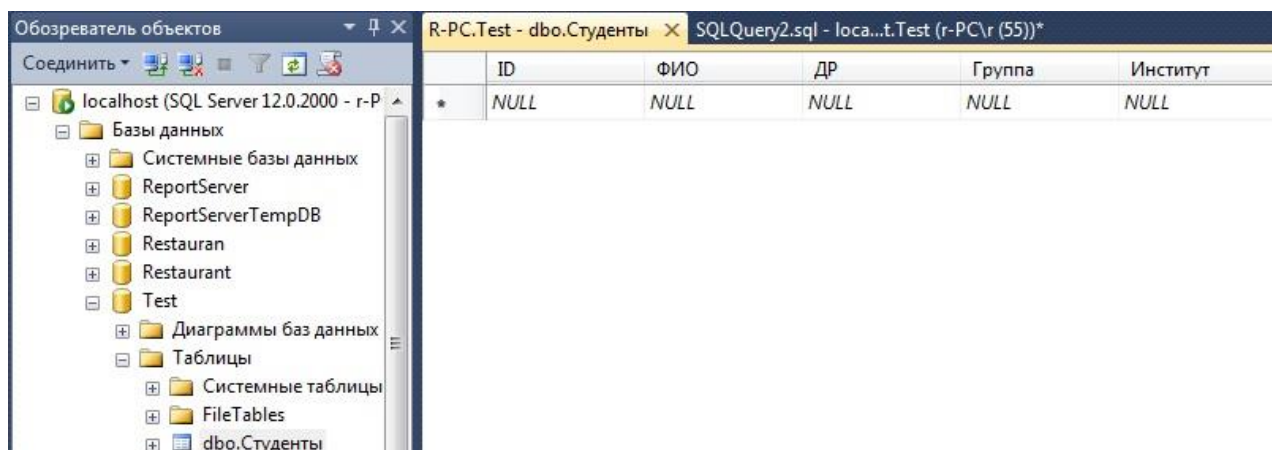 Обозреватель объектов
Соединить
localhost (SQL Server 12.0.2000 - r-P
Базы данных
Системные базы данных
ReportServer
ReportServerTempDB
Restauran
Restaurant
Test
Диаграммы баз данных
Таблицы
Системные таблицы
FileTables
dbo.Студенты
R-PC.Test - dbo.Студенты SQLQuery2.sql - loca...t.Test (r-PC\r (55))*
ID ФИО ДР Группа Институт
NULL NULL NULL NULL NULL